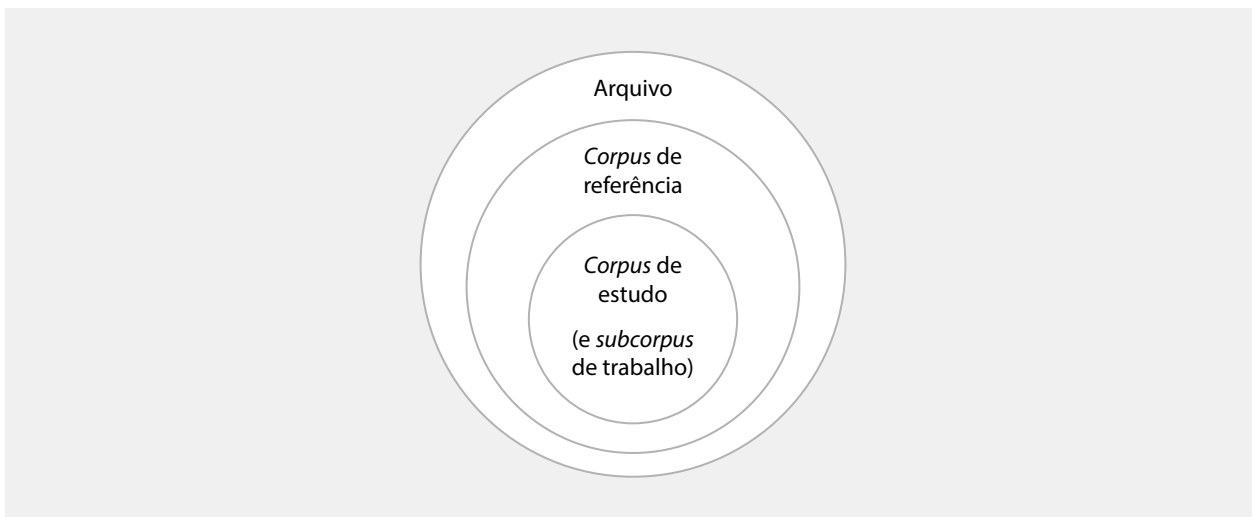 Arquivo
Corpus de
referência
Corpus de
estudo
(e subcorpus
de trabalho)